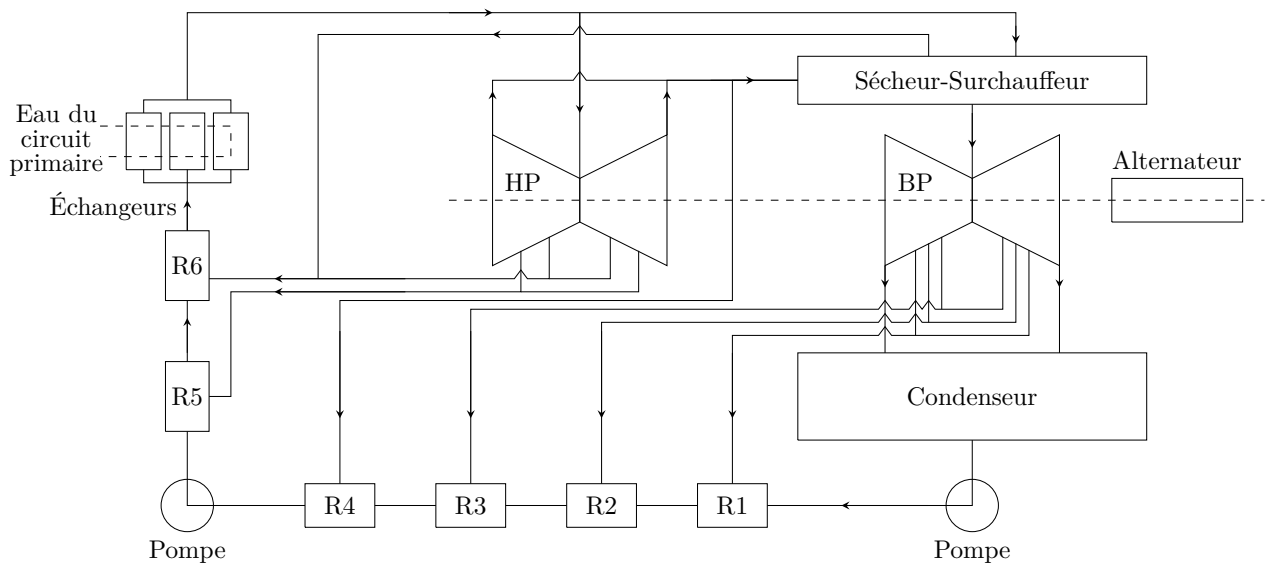 Sécheur-Surchauffeur
Eau du
circuit
primaire
Alternateur
HP
BP
Échangeurs
R6
R5
Condenseur
R4
R3
R2
R1
Pompe
Pompe